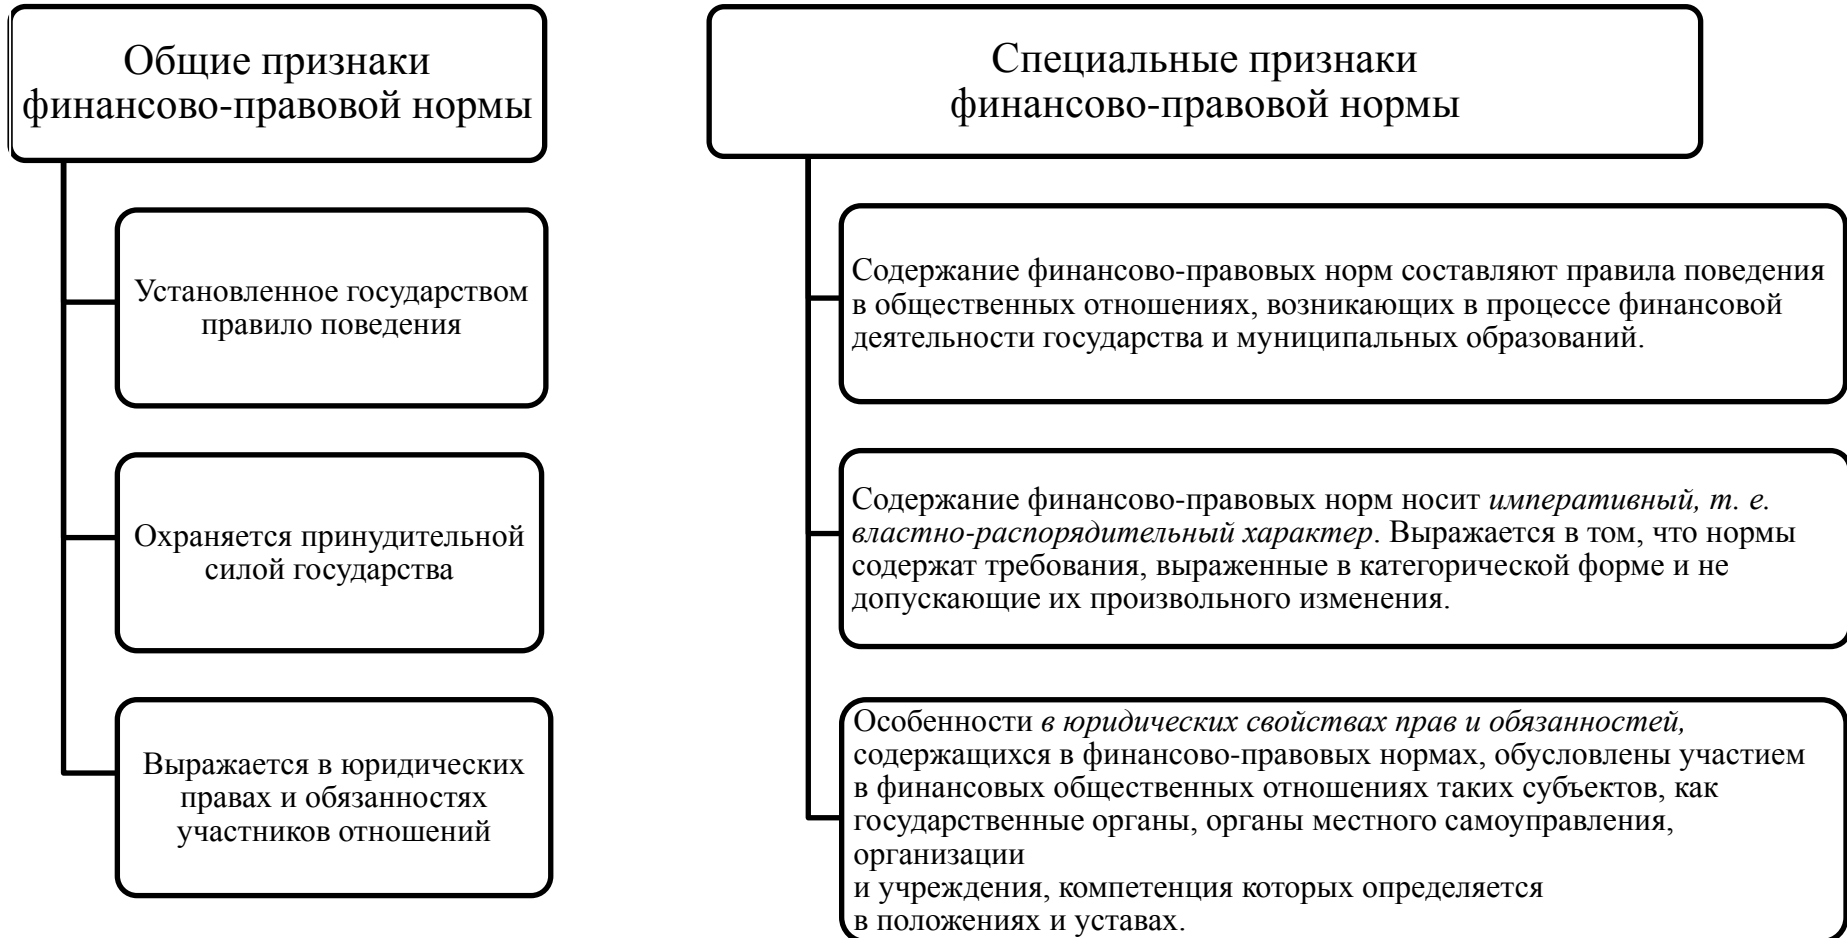 Общие признаки
финансово-правовой нормы
Установленное государством
правило поведения
Охраняется принудительной
силой государства
Выражается в юридических
правах и обязанностях
участников отношений
Специальные признаки
финансово-правовой нормы
Содержание финансово-правовых норм составляют правила поведения
в общественных отношениях, возникающих в процессе финансовой
деятельности государства и муниципальных образований.
Содержание финансово-правовых норм носит императивный, т. е.
властно-распорядительный характер. Выражается в том, что нормы
содержат требования, выраженные в категорической форме и не
допускающие их произвольного изменения.
Особенности в юридических свойствах прав и обязанностей,
содержащихся в финансово-правовых нормах, обусловлены участием
в финансовых общественных отношениях таких субъектов, как
государственные органы, органы местного самоуправления,
организации
и учреждения, компетенция которых определяется
в положениях и уставах.